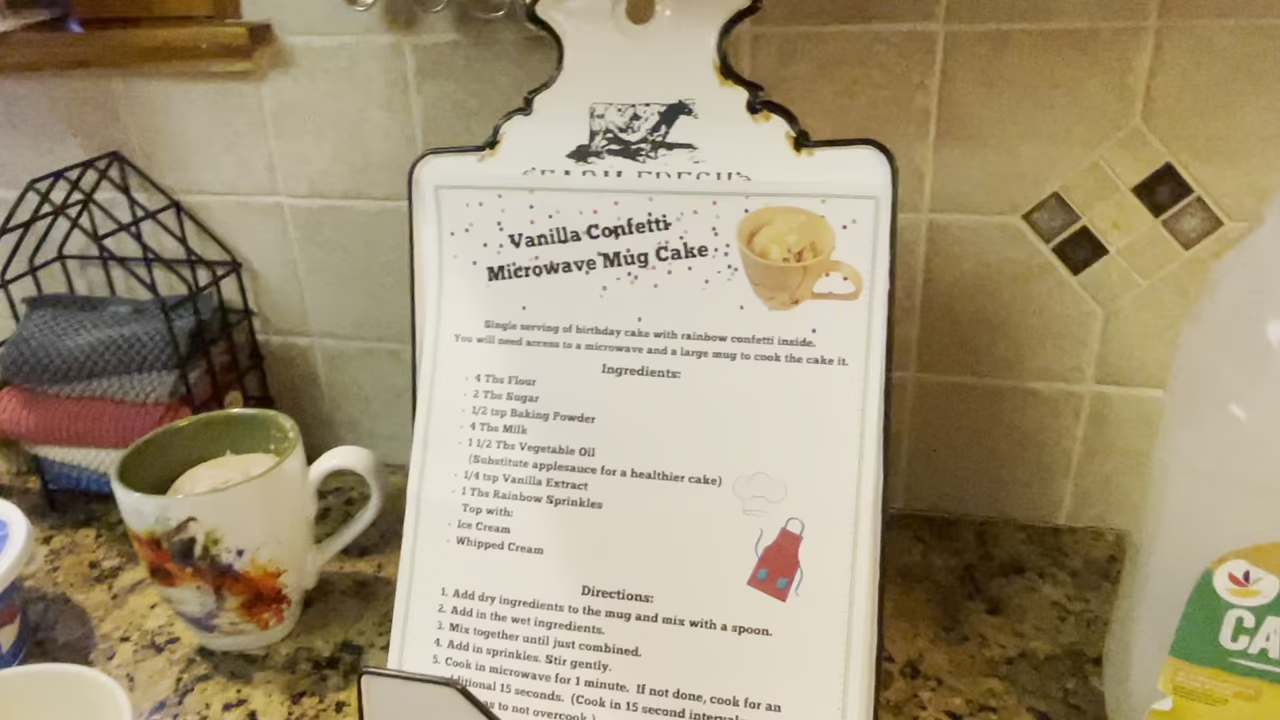 Vanilla Confetti
Microwave Mug Cake
Single serving of birthday cake with rainbow confetti inside.
You will need access to a microwave and a large mug to cook the cake it.
Ingredients:
· 4 Tbs Flour
· 2 Tbs Sugar
· 1/2 tsp Baking Powder
· 4 Tbs Milk
· 1 1/2 Tbs Vegetable Oil
(Substitute applesauce for a healthier cake)
· 1/4 tsp Vanilla Extract
· 1 Tbs Rainbow Sprinkles
Top with:
· Ice Cream
· Whipped Cream
Directions:
1. Add dry ingredients to the mug and mix with a spoon.
2. Add in the wet ingredients.
3. Mix together until just combined.
4. Add in sprinkles. Stir gently.
5. Cook in microwave for 1 minute. If not done, cook for an
15 seconds. (Cook in 15 second
as to not overcook.)
CA